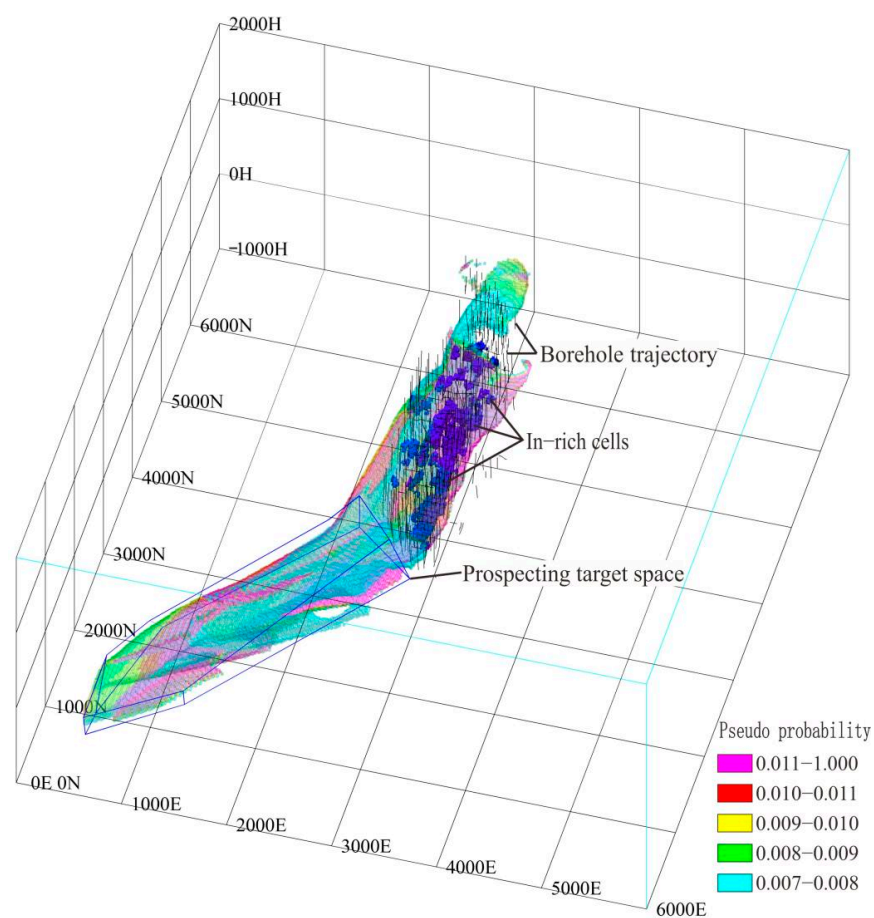 2000H
1000H
0H
-1000H
6000N
5000N
4000N
3000N
2000N
1000N
0E 0N
1000E
2000E
3000E
4000E
5000E
6000E
Borehole trajectory
In-rich cells
Prospecting target space
Pseudo probability
0.011-1.000
0.010-0.011
0.009-0.010
0.008-0.009
0.007-0.008